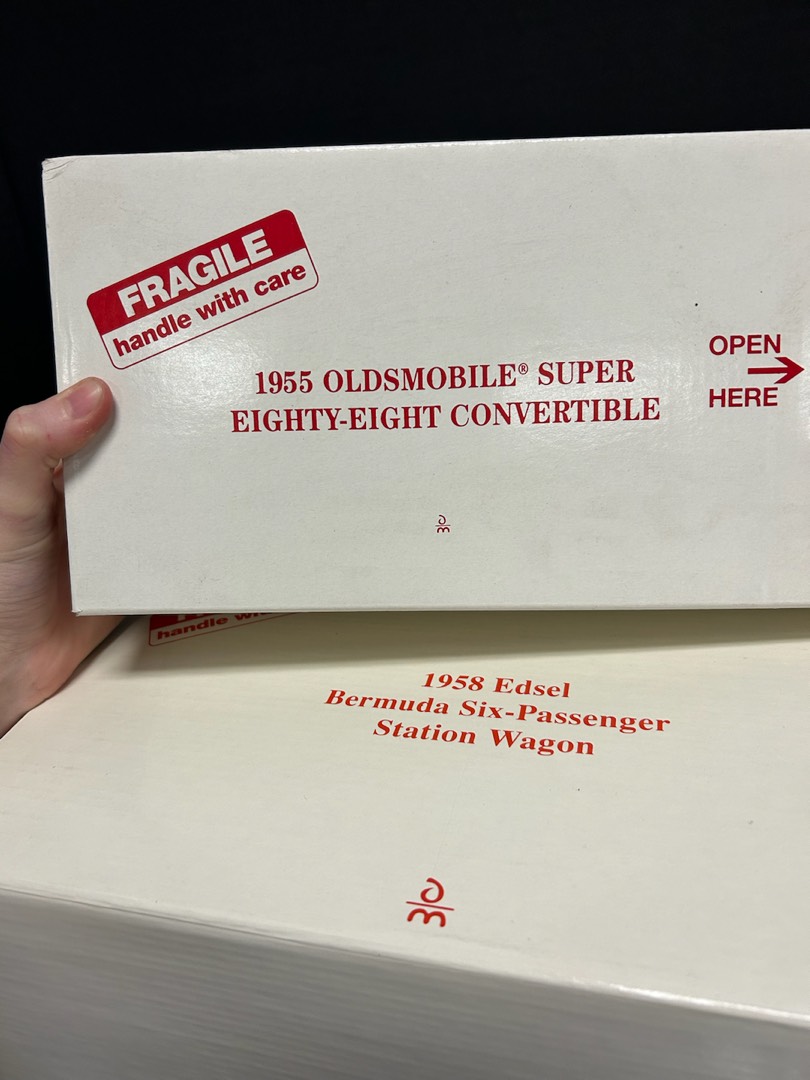 FRAGILE
handle with care
1955 OLDSMOBILE® SUPER
EIGHTY-EIGHT CONVERTIBLE
OPEN
HERE
handle
1958 Edsel
Bermuda Six-Passenger
Station Wagon